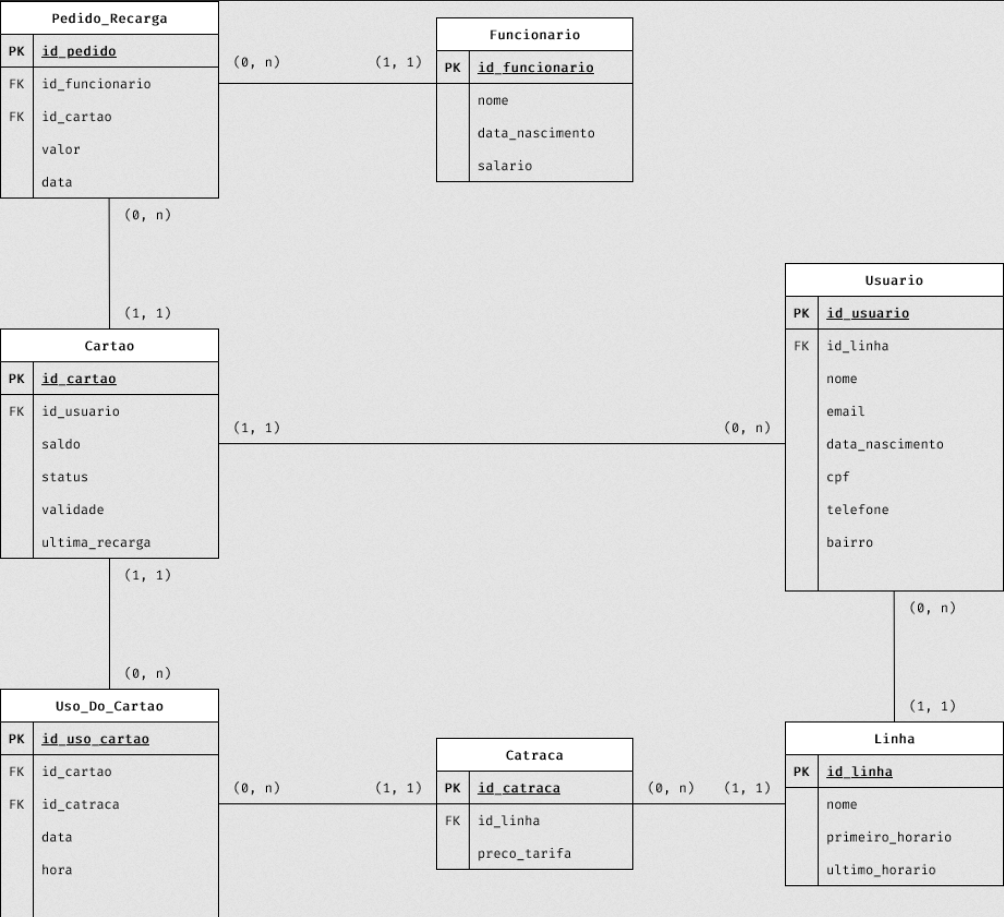 Pedido_Recarga
PK id_pedido
FK id_funcionario
FK id_cartao
valor
data
(0, n)
(1, 1)
Funcionario
PK id_funcionario
nome
data_nascimento
salario
(0, n)
(1, 1)
Cartao
PK id_cartao
FK id_usuario
saldo
status
validade
ultima_recarga
(1, 1)
(0, n)
Usuario
PK id_usuario
FK id_linha
nome
email
data_nascimento
cpf
telefone
bairro
(1, 1)
(0, n)
(0, n)
(1, 1)
Uso_Do_Cartao
PK id_uso_cartao
FK id_cartao
FK id_catraca
data
hora
(0, n)
(1, 1)
Catraca
PK id_catraca
FK id_linha
preco_tarifa
(0, n)
(1, 1)
Linha
PK id_linha
nome
primeiro_horario
ultimo_horario